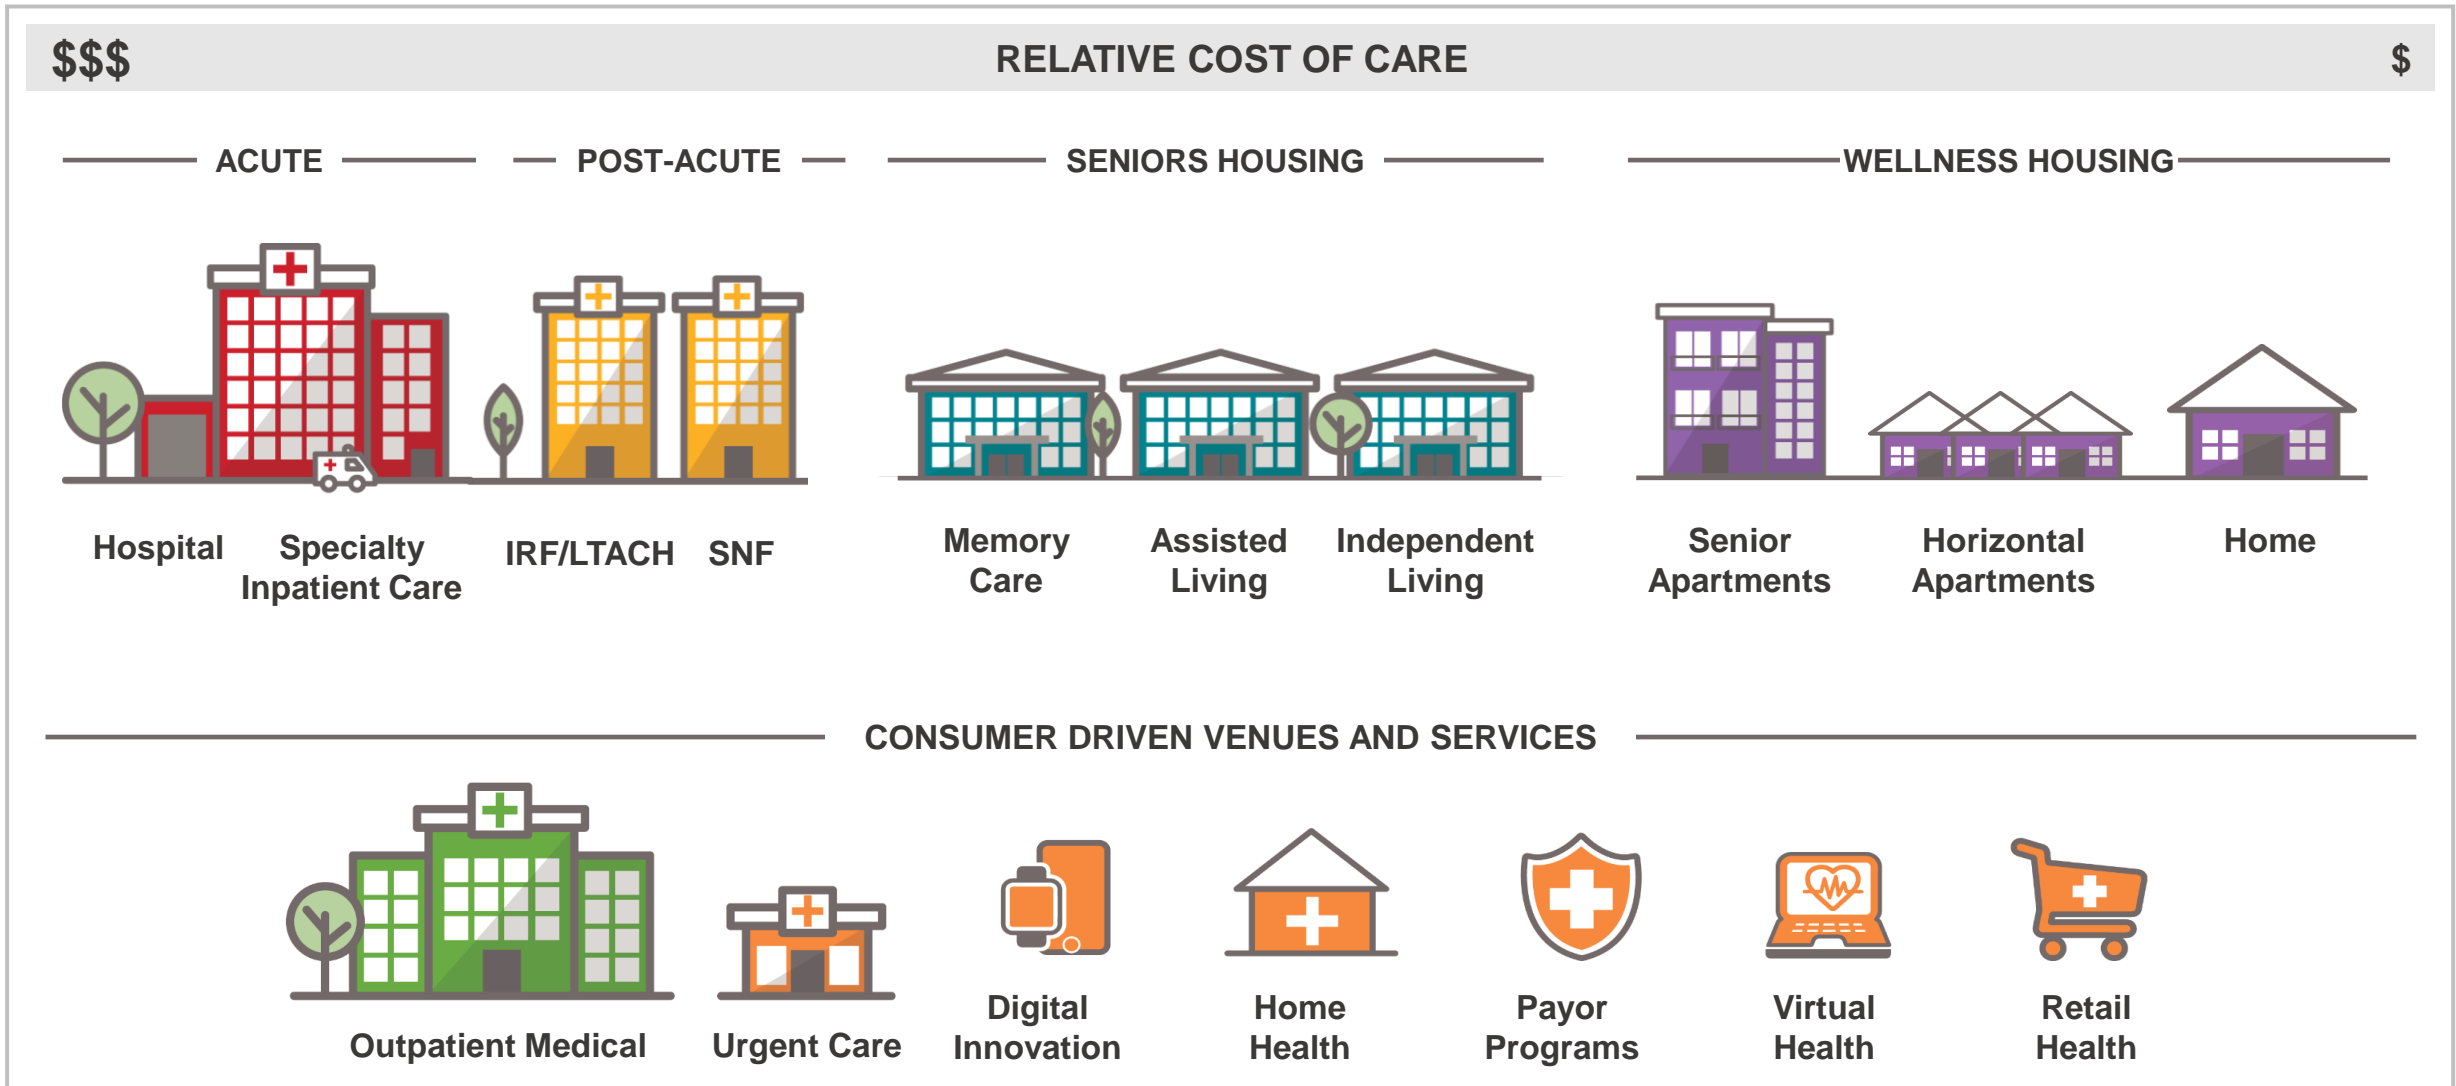 $$$ RELATIVE COST OF CARE $
ACUTE POST-ACUTE SENIORS HOUSING WELLNESS HOUSING
Hospital
Specialty
Inpatient Care
IRF/LTACH
SNF
Memory
Care
Assisted
Living
Independent
Living
Senior
Apartments
Horizontal
Apartments
Home
CONSUMER DRIVEN VENUES AND SERVICES
Outpatient Medical
Urgent Care
Digital
Innovation
Home
Health
Payor
Programs
Virtual
Health
Retail
Health